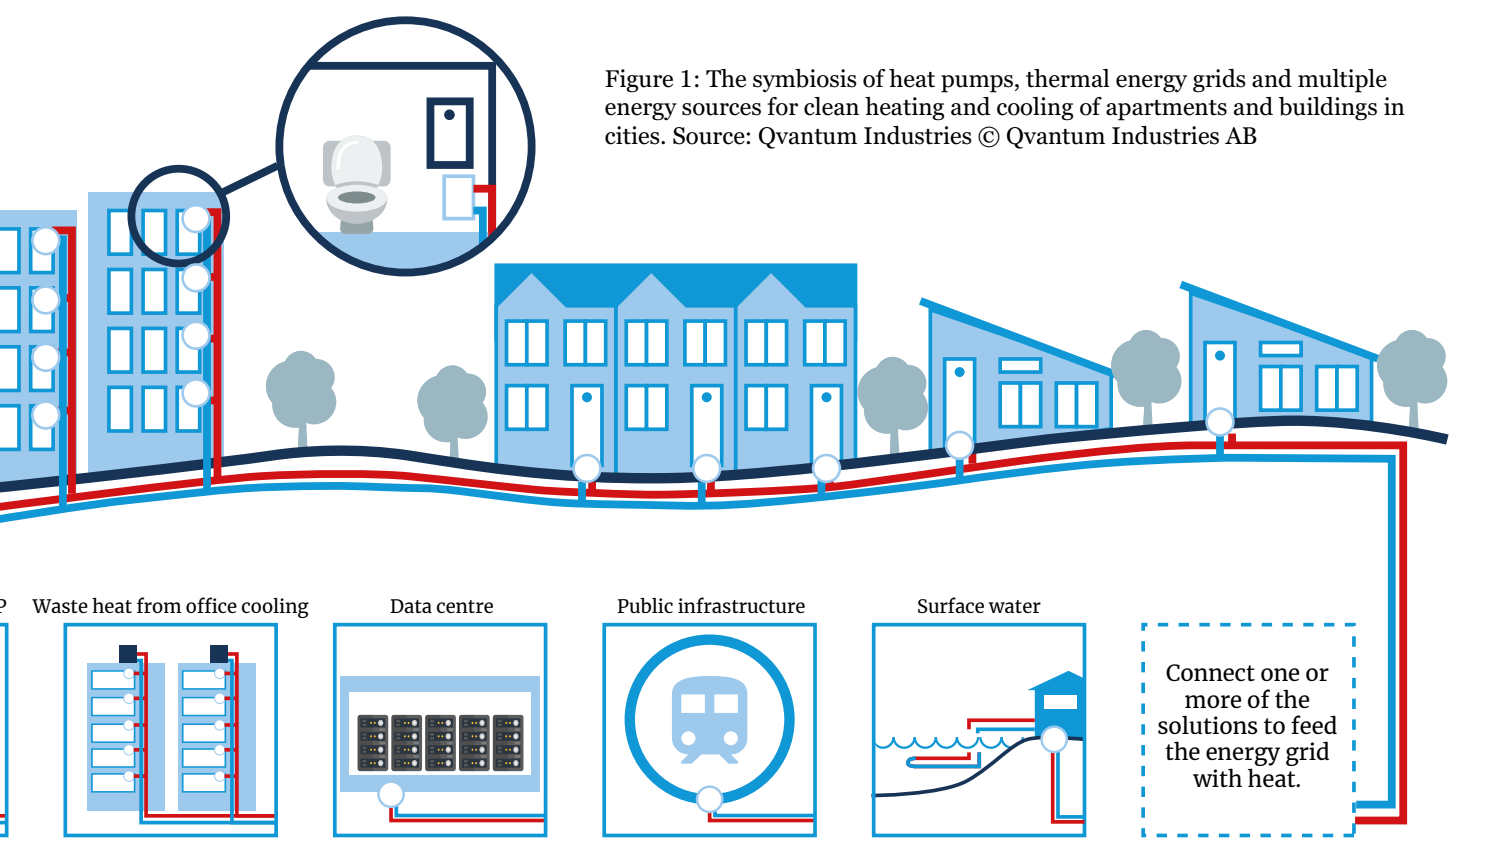 Figure 1: The symbiosis of heat pumps, thermal energy grids and multiple
energy sources for clean heating and cooling of apartments and buildings in
cities. Source: Qvantum Industries © Qvantum Industries AB
P
Waste heat from office cooling
Data centre
Public infrastructure
Surface water
Connect one or
more of the
solutions to feed
the energy grid
with heat.